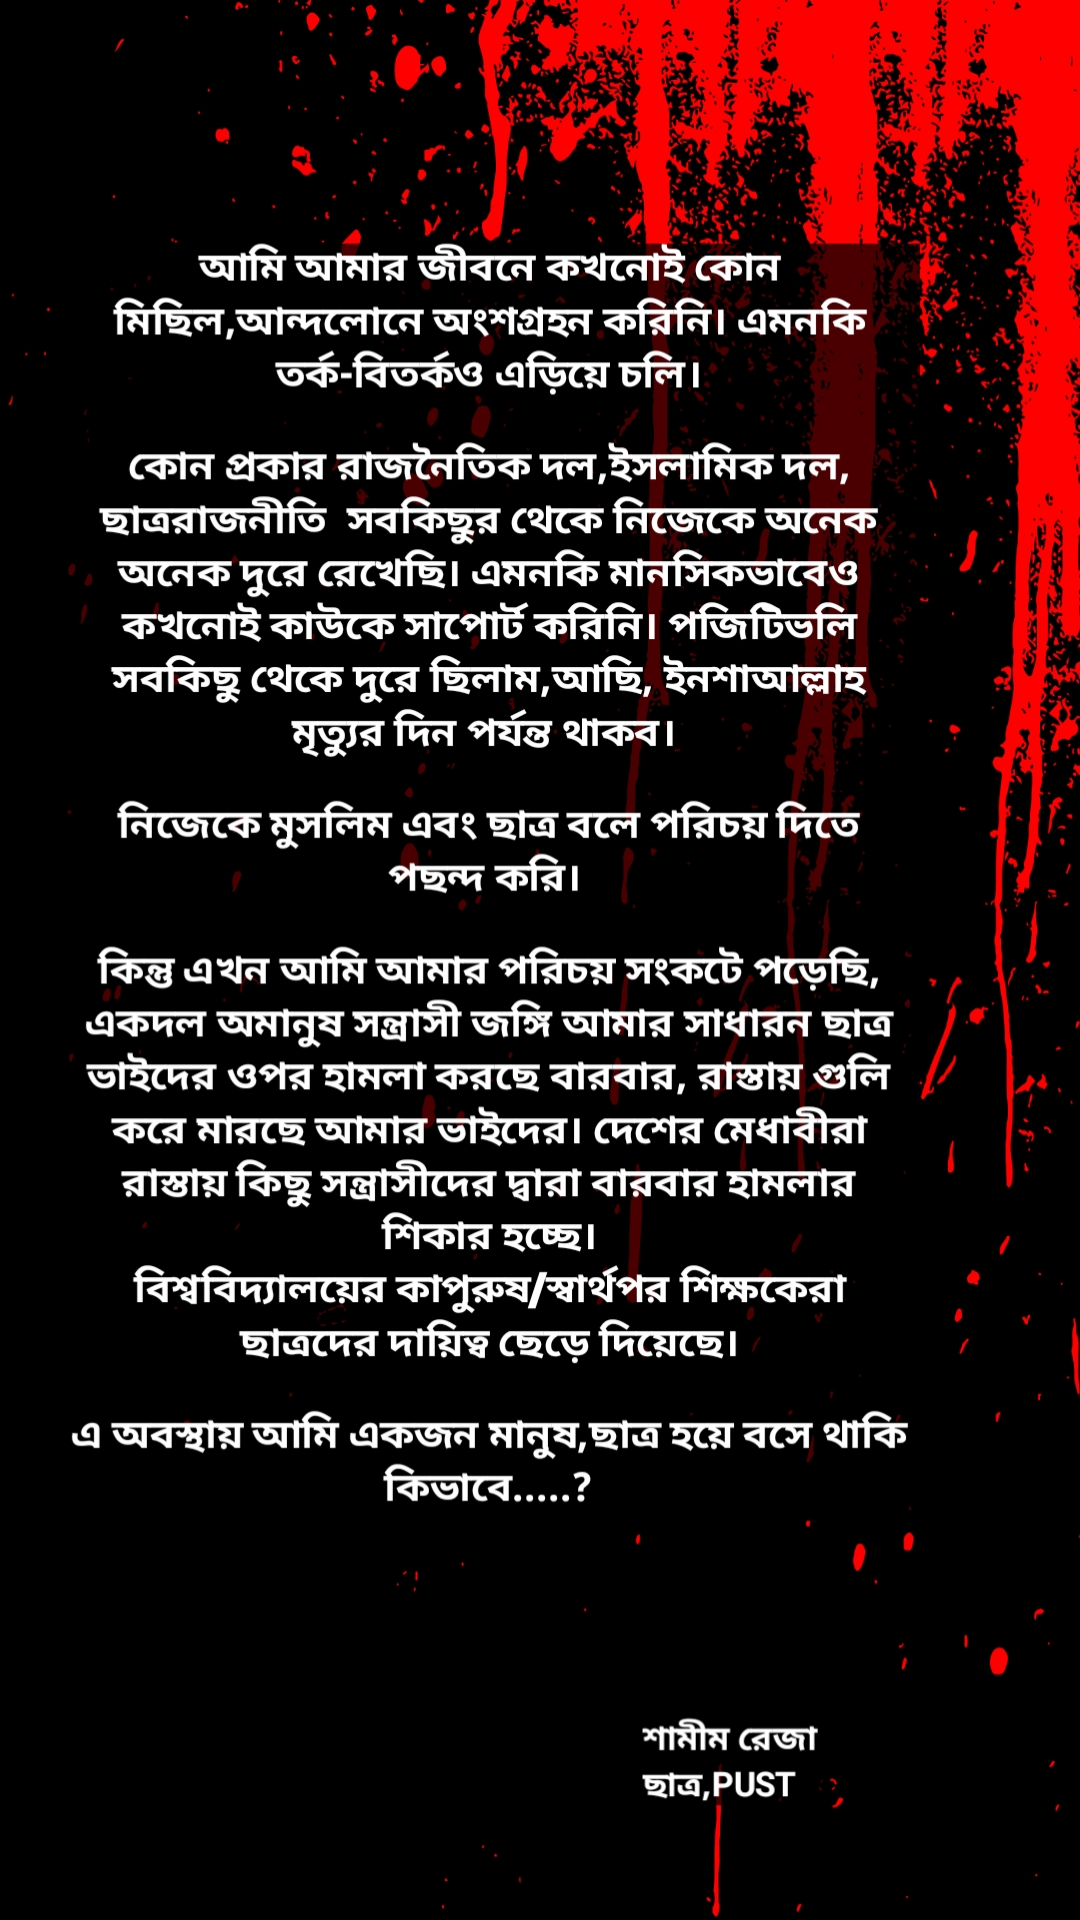 আমি আমার জীবনে কখনোই কোন
মিছিল,আন্দলোনে অংশগ্রহন করিনি। এমনকি
তর্ক-বিতর্কও এড়িয়ে চলি।
কোন প্রকার রাজনৈতিক দল,ইসলামিক দল,
ছাত্ররাজনীতি সবকিছুর থেকে নিজেকে অনেক
অনেক দুরে রেখেছি। এমনকি মানসিকভাবেও
কখনোই কাউকে সাপোর্ট করিনি। পজিটিভলি
সবকিছু থেকে দুরে ছিলাম,আছি, ইনশাআল্লাহ
মৃত্যুর দিন পর্যন্ত থাকব।
নিজেকে মুসলিম এবং ছাত্র বলে পরিচয় দিতে
পছন্দ করি।
কিন্তু এখন আমি আমার পরিচয় সংকটে পড়েছি,
একদল অমানুষ সন্ত্রাসী জঙ্গি আমার সাধারন ছাত্র
ভাইদের ওপর হামলা করছে বারবার, রাস্তায় গুলি
করে মারছে আমার ভাইদের। দেশের মেধাবীরা
রাস্তায় কিছু সন্ত্রাসীদের দ্বারা বারবার হামলার
শিকার হচ্ছে।
বিশ্ববিদ্যালয়ের কাপুরুষ/স্বার্থপর শিক্ষকেরা
ছাত্রদের দায়িত্ব ছেড়ে দিয়েছে।
এ অবস্থায় আমি একজন মানুষ,ছাত্র হয়ে বসে থাকি
কিভাবে.....?
শামীম রেজা
ছাত্র,PUST